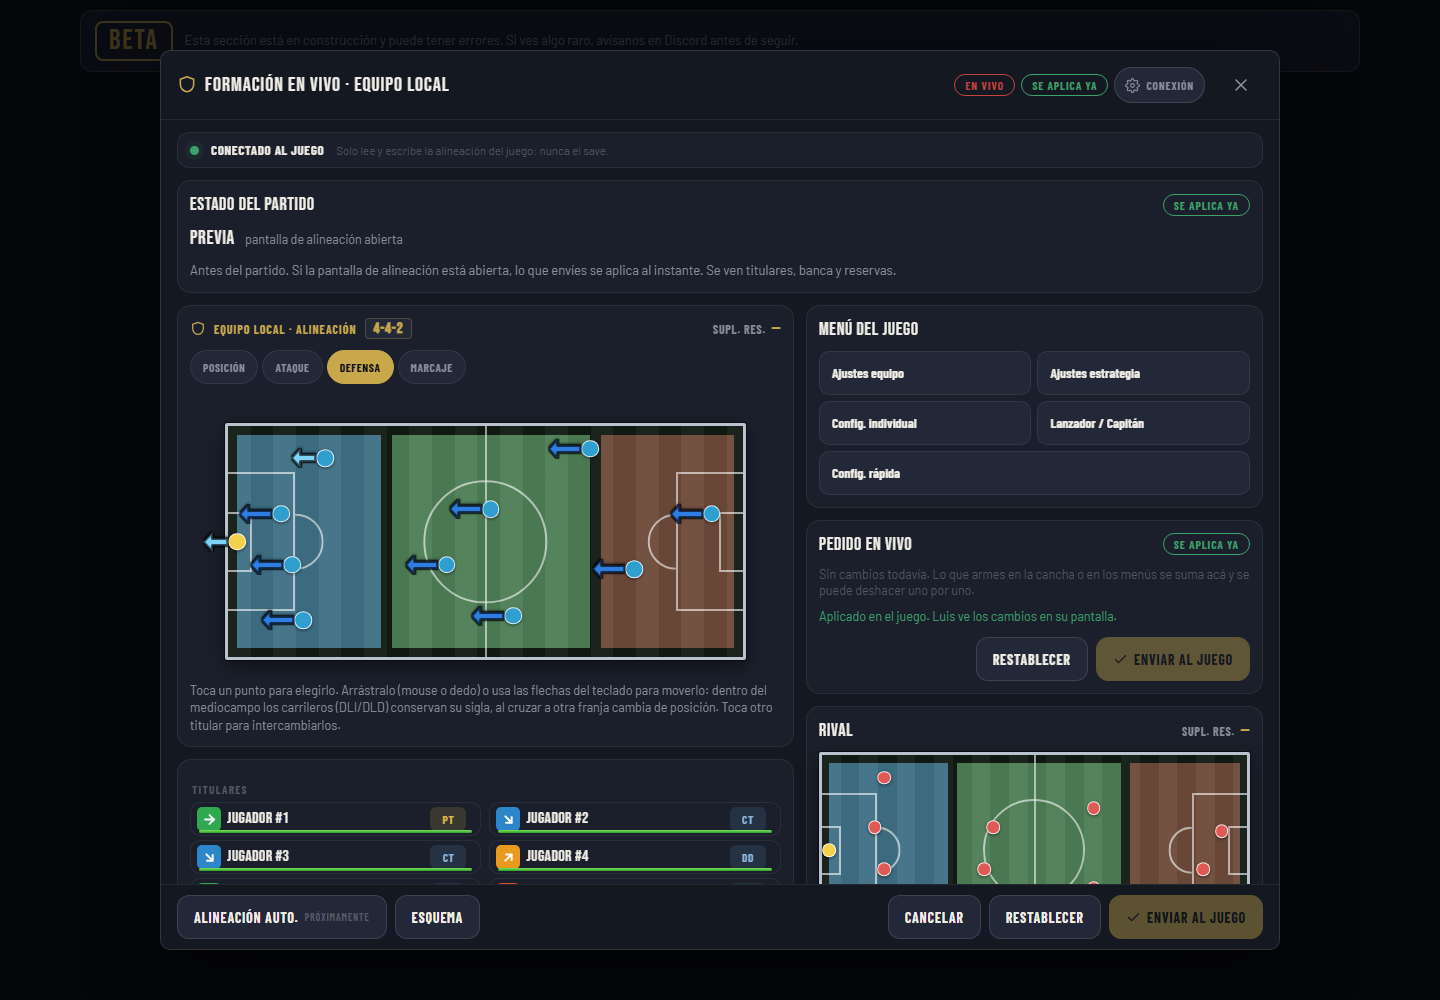 BETA
Esta sección está en construcción y puede tener errores. Si ves algo raro, avisanos en Discord antes de seguir.
FORMACIÓN EN VIVO · EQUIPO LOCAL
EN VIVO
SE APLICA YA
CONEXIÓN
CONECTADO AL JUEGO
Solo lee y escribe la alineación del juego: nunca el save.
ESTADO DEL PARTIDO
SE APLICA YA
PREVIA
pantalla de alineación abierta
Antes del partido. Si la pantalla de alineación está abierta, lo que envíes se aplica al instante. Se ven titulares, banca y reservas.
EQUIPO LOCAL · ALINEACIÓN
4-4-2
SUPL. RES. —
POSICIÓN
ATAQUE
DEFENSA
MARCAJE
Toca un punto para elegirlo. Arrástralo (mouse o dedo) o usa las flechas del teclado para moverlo: dentro del
mediocampo los carrileros (DLI/DLD) conservan su sigla, al cruzar a otra franja cambia de posición. Toca otro
titular para intercambiarlos.
TITULARES
JUGADOR #1
PT
JUGADOR #2
CT
JUGADOR #3
CT
JUGADOR #4
DD
MENÚ DEL JUEGO
Ajustes equipo
Ajustes estrategia
Config. individual
Lanzador / Capitán
Config. rápida
PEDIDO EN VIVO
SE APLICA YA
Sin cambios todavía. Lo que armes en la cancha o en los menús se suma acá y se
puede deshacer uno por uno.
Aplicado en el juego. Luis ve los cambios en su pantalla.
RESTABLECER
ENVIAR AL JUEGO
RIVAL
SUPL. RES. —
ALINEACIÓN AUTO. PRÓXIMAMENTE
ESQUEMA
CANCELAR
RESTABLECER
ENVIAR AL JUEGO